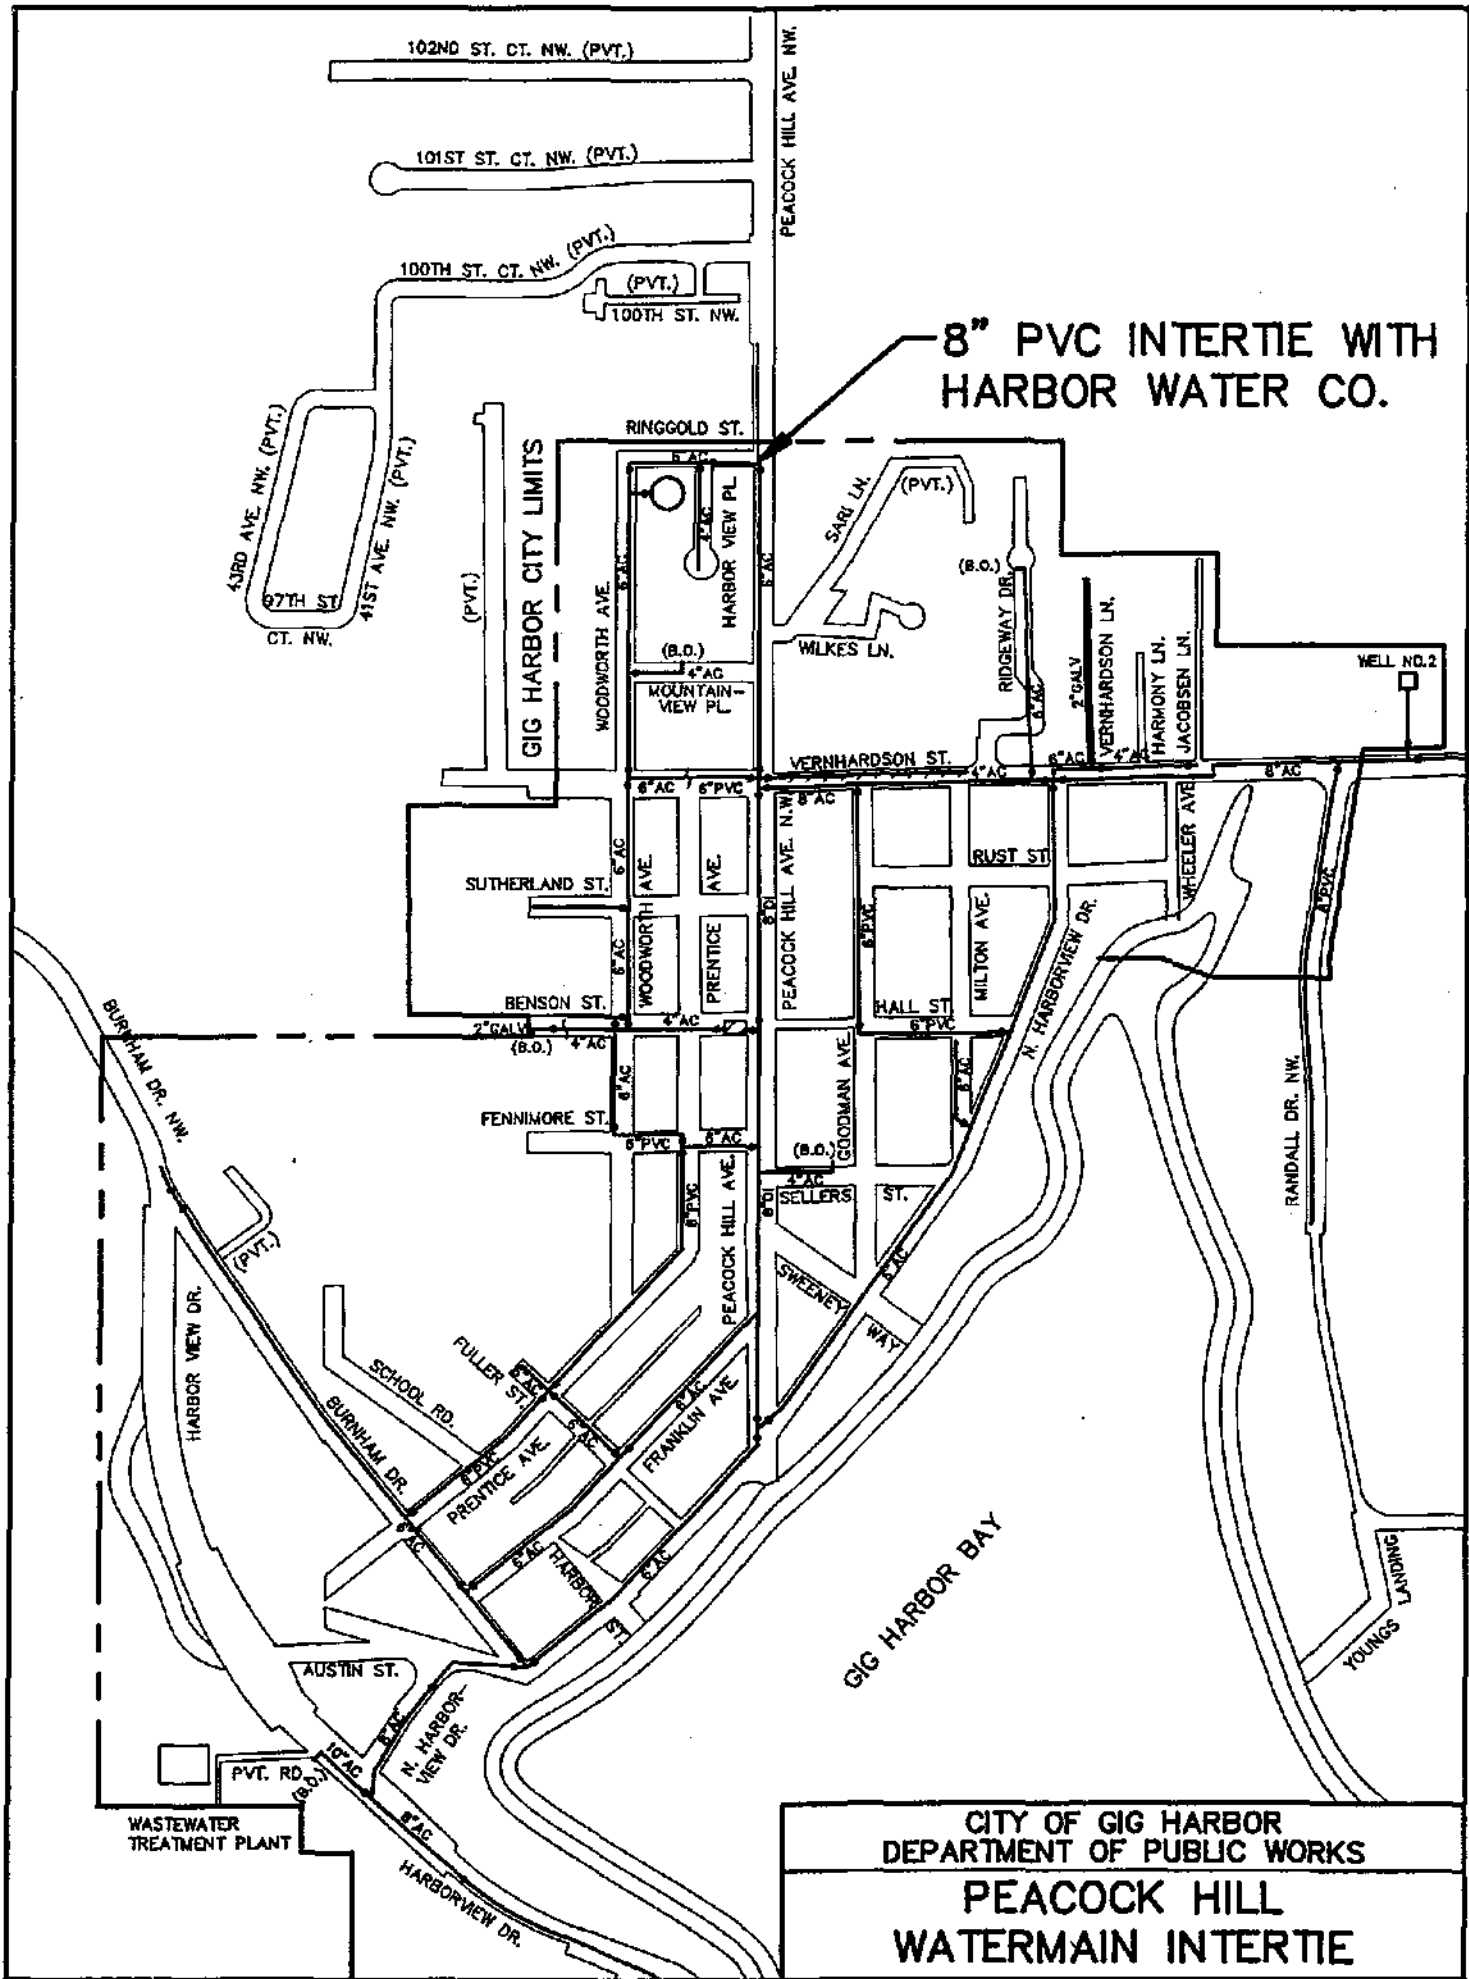 102ND ST. CT. NW. (PVT.)
PEACOCK HILL AVE. NW.
101ST ST. CT. NW. (PVT.)
100TH ST. CT. NW. (PVT.)
(PVT.)
100TH ST. NW.
8" PVC INTERTIE WITH
HARBOR WATER CO.
RINGGOLD ST.
6"AC
GIG HARBOR CITY LIMITS
43RD AVE. NW. (PVT.)
41ST AVE. NW. (PVT.)
97TH ST
CT. NW.
(PVT.)
WOODWORTH AVE.
6"AC
4"AC
HARBOR VIEW PL
6"AC
SARI LN.
(PVT.)
(B.O.)
RIDGEWAY DR.
WILKES LN.
2"GALV
VERNHARDSON LN.
HARMONY LN.
JACOBSEN LN.
WELL NO.2
(B.O.)
4"AC
MOUNTAIN-
VIEW PL.
6"AC
VERNHARDSON ST.
4"AC
6"AC
4"AC
8"AC
6"AC
6"PVC
8"AC
PEACOCK HILL AVE. N.W.
RUST ST.
WHEELER AVE
6"AC
SUTHERLAND ST.
WOODWORTH AVE.
PRENTICE AVE.
8"DI
6"PVC
MILTON AVE.
N. HARBORVIEW DR.
8"PVC
6"AC
BENSON ST.
2"GALV
(B.O.)
4"AC
4"AC
HALL ST
6"PVC
BURNHAM DR. NW.
6"AC
GOODMAN AVE.
6"AC
FENNIMORE ST.
6"PVC
6"AC
(B.O.)
4"AC
SELLERS ST.
RANDALL DR. NW.
6"PVC
PEACOCK HILL AVE.
8"DI
(PVT.)
SWEENEY
WAY
6"AC
HARBOR VIEW DR.
SCHOOL RD.
FULLER ST.
6"AC
6"AC
6"AC
FRANKLIN AVE.
BURNHAM DR.
6"PVC
PRENTICE AVE.
6"AC
6"AC
HARBOR
ST.
6"AC
GIG HARBOR BAY
YOUNGS
LANDING
AUSTIN ST.
8"AC
N. HARBOR-
VIEW DR.
10"AC
PVT. RD.
(B.O.)
WASTEWATER
TREATMENT PLANT
8"AC
HARBORVIEW DR.
CITY OF GIG HARBOR
DEPARTMENT OF PUBLIC WORKS
PEACOCK HILL
WATERMAIN INTERTIE